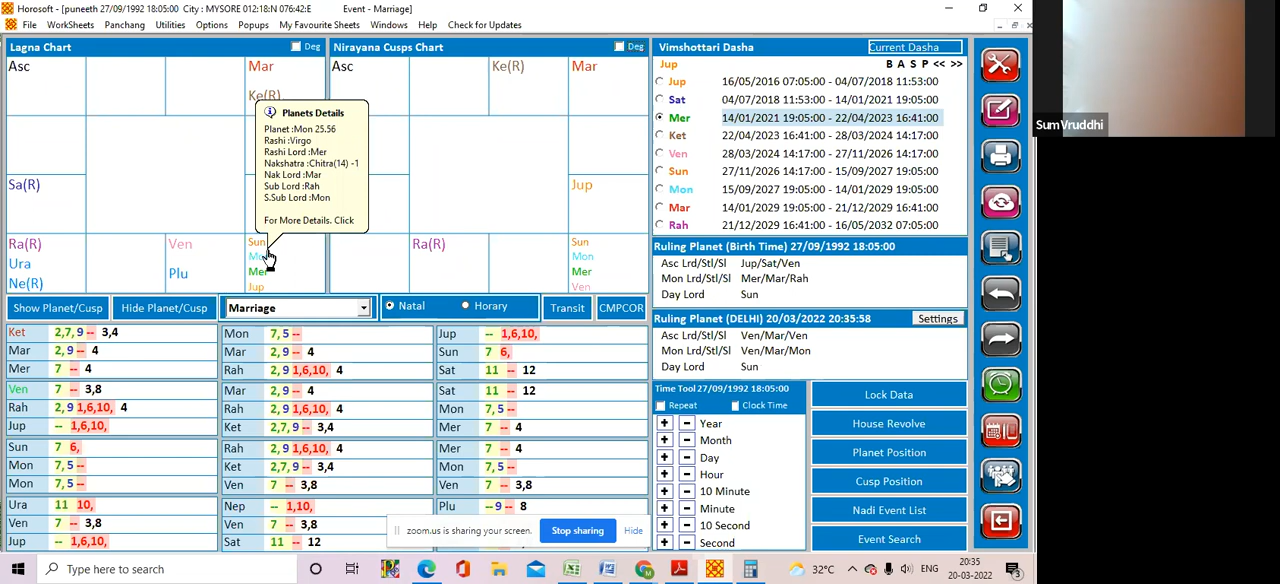 Horosoft - [puneeth 27/09/1992 18:05:00 City : MYSORE 012:18N 076:42E Event - Marriage]
File WorkSheets Panchang Utilities Options Popups My Favourite Sheets Windows Help Check for Updates
Lagna Chart Deg
Asc Mar
Ke(R)
Sa(R)
Ra(R) Ven Sun
Ura
Ne(R) Plu Mer
Jup
Planets Details
Planet :Mon 25.56
Rashi :Virgo
Rashi Lord :Mer
Nakshatra :Chitra(14) -1
Nak Lord :Mar
Sub Lord :Rah
S.Sub Lord :Mon
For More Details. Click
Nirayana Cusps Chart Deg
Asc Ke(R) Mar
Jup
Ra(R) Sun
Mon
Mer
Ven
Vimshottari Dasha Current Dasha
Jup B A S P << >>
Jup 16/05/2016 07:05:00 - 04/07/2018 11:53:00
Sat 04/07/2018 11:53:00 - 14/01/2021 19:05:00
Mer 14/01/2021 19:05:00 - 22/04/2023 16:41:00
Ket 22/04/2023 16:41:00 - 28/03/2024 14:17:00
Ven 28/03/2024 14:17:00 - 27/11/2026 14:17:00
Sun 27/11/2026 14:17:00 - 15/09/2027 19:05:00
Mon 15/09/2027 19:05:00 - 14/01/2029 19:05:00
Mar 14/01/2029 19:05:00 - 21/12/2029 16:41:00
Rah 21/12/2029 16:41:00 - 16/05/2032 07:05:00
Ruling Planet (Birth Time) 27/09/1992 18:05:00
Asc Lrd/Stl/Sl Jup/Sat/Ven
Mon Lrd/Stl/Sl Mer/Mar/Rah
Day Lord Sun
Ruling Planet (DELHI) 20/03/2022 20:35:58 Settings
Asc Lrd/Stl/Sl Ven/Mar/Ven
Mon Lrd/Stl/Sl Ven/Mar/Mon
Day Lord Sun
Show Planet/Cusp Hide Planet/Cusp Marriage Natal Horary Transit CMPCOR
Ket 2,7, 9 -- 3,4
Mar 2, 9 -- 4
Mer 7 -- 4
Ven 7 -- 3,8
Rah 2, 9 1,6,10, 4
Jup -- 1,6,10,
Sun 7 6,
Mon 7, 5 --
Mon 7, 5 --
Ura 11 10,
Ven 7 -- 3,8
Jup -- 1,6,10,
Mon 7, 5 --
Mar 2, 9 -- 4
Rah 2, 9 1,6,10, 4
Mar 2, 9 -- 4
Rah 2, 9 1,6,10, 4
Ket 2,7, 9 -- 3,4
Rah 2, 9 1,6,10, 4
Ket 2,7, 9 -- 3,4
Ven 7 -- 3,8
Nep -- 1,10,
Ven 7 -- 3,8
Sat 11 -- 12
Jup -- 1,6,10,
Sun 7 6,
Sat 11 -- 12
Sat 11 -- 12
Mon 7, 5 --
Mer 7 -- 4
Mer 7 -- 4
Mon 7, 5 --
Ven 7 -- 3,8
Plu -- 9 -- 8
zoom.us is sharing your screen. Stop sharing Hide
Time Tool 27/09/1992 18:05:00
Repeat Clock Time
+ - Year
+ - Month
+ - Day
+ - Hour
+ - 10 Minute
+ - Minute
+ - 10 Second
+ - Second
Lock Data
House Revolve
Planet Position
Cusp Position
Nadi Event List
Event Search
SumVruddhi
Type here to search 32°C ENG 20:35
20-03-2022